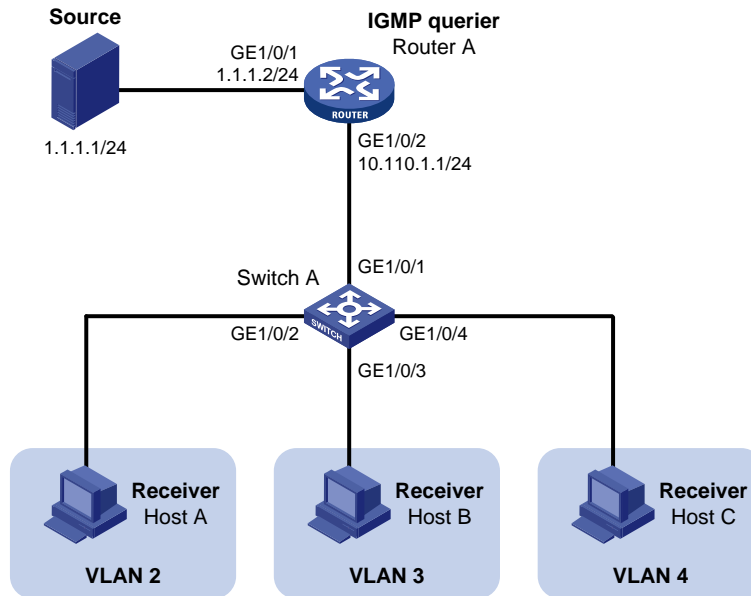 Source
IGMP querier
Router A
GE1/0/1
1.1.1.2/24
ROUTER
1.1.1.1/24
GE1/0/2
10.110.1.1/24
GE1/0/1
Switch A
SWITCH
GE1/0/2
GE1/0/4
GE1/0/3
Receiver
Host A
VLAN 2
Receiver
Host B
VLAN 3
Receiver
Host C
VLAN 4